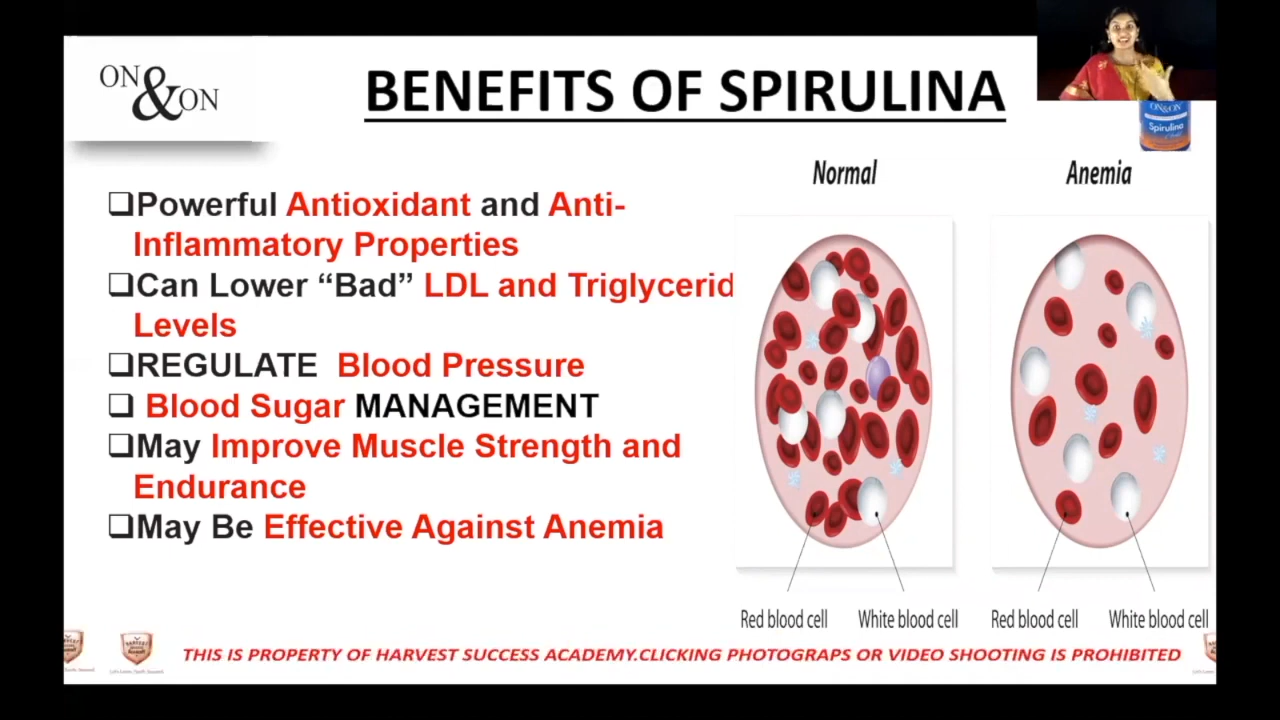 ON & ON
BENEFITS OF SPIRULINA
ON&ON
Spirulina
Normal
Anemia
❑Powerful Antioxidant and Anti-
Inflammatory Properties
❑Can Lower “Bad” LDL and Triglycerid
Levels
❑REGULATE Blood Pressure
❑ Blood Sugar MANAGEMENT
❑May Improve Muscle Strength and
Endurance
❑May Be Effective Against Anemia
Red blood cell
White blood cell
Red blood cell
White blood cell
THIS IS PROPERTY OF HARVEST SUCCESS ACADEMY.CLICKING PHOTOGRAPS OR VIDEO SHOOTING IS PROHIBITED